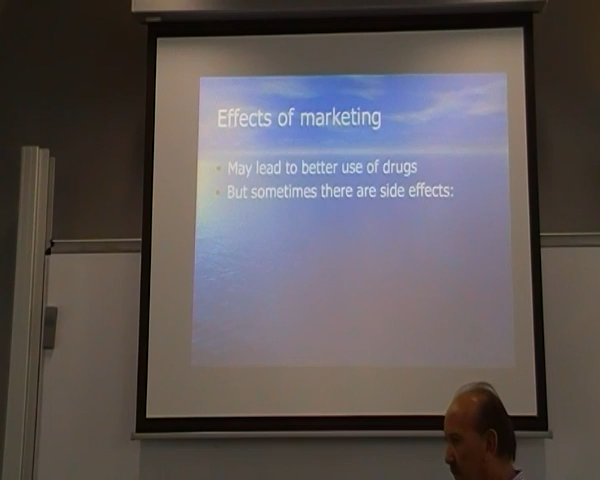 Effects of marketing
May lead to better use of drugs
But sometimes there are side effects: